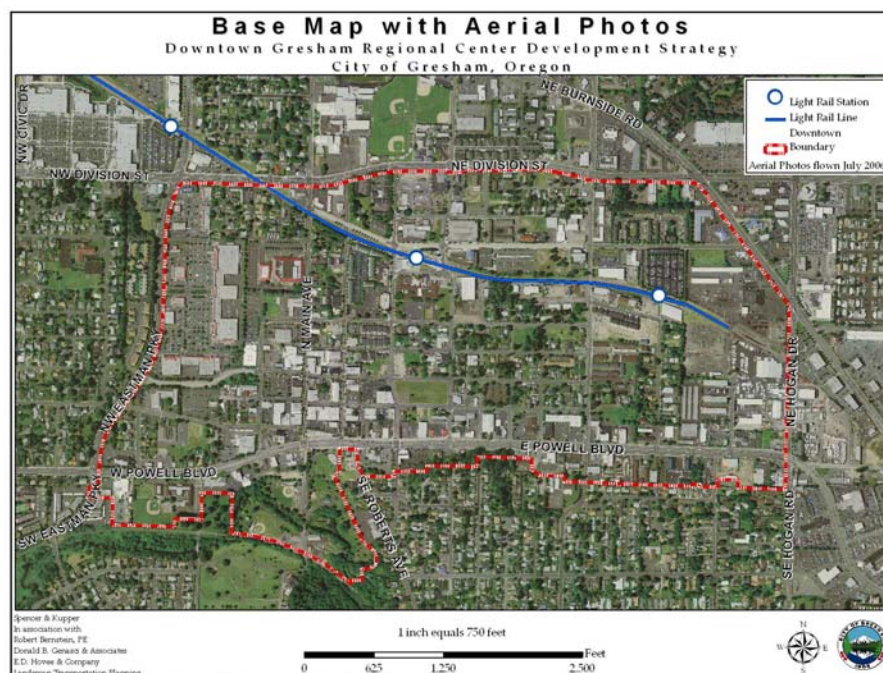 Base Map with Aerial Photos
Downtown Gresham Regional Center Development Strategy
City of Gresham, Oregon
NW CIVIC DR
NE BURNSIDE RD
Light Rail Station
Light Rail Line
Downtown
Boundary
Aerial Photos flown July 2006
NW DIVISION ST
NE DIVISION ST
N MAIN AVE
NW EASTMAN PKY
NE HOGAN DR
W POWELL BLVD
E POWELL BLVD
SW EASTMAN PKY
SE ROBERTS AVE
SE HOGAN RD
Spencer & Kupper
In association with
Robert Bernstein, PE
Donald B. Genasci & Associates
E.D. Hovee & Company
1 inch equals 750 feet
Feet
0 625 1,250 2,500
N
W E
S